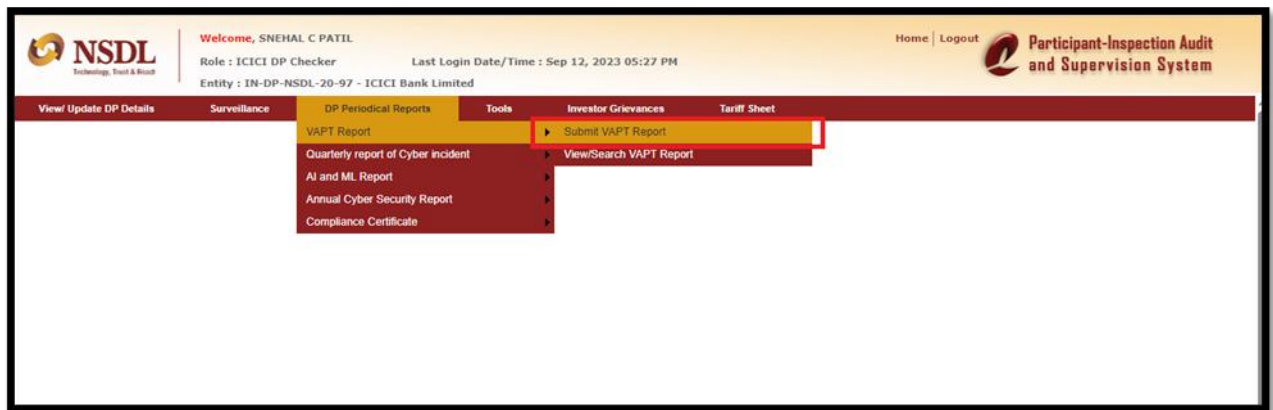 NSDL
Technology, Trust & Reach
Welcome, SNEHAL C PATIL
Role : ICICI DP Checker Last Login Date/Time : Sep 12, 2023 05:27 PM
Entity : IN-DP-NSDL-20-97 - ICICI Bank Limited
Home | Logout
Participant-Inspection Audit
and Supervision System
View/ Update DP Details Surveillance DP Periodical Reports Tools Investor Grievances Tariff Sheet
VAPT Report Submit VAPT Report
Quarterly report of Cyber incident View/Search VAPT Report
AI and ML Report
Annual Cyber Security Report
Compliance Certificate